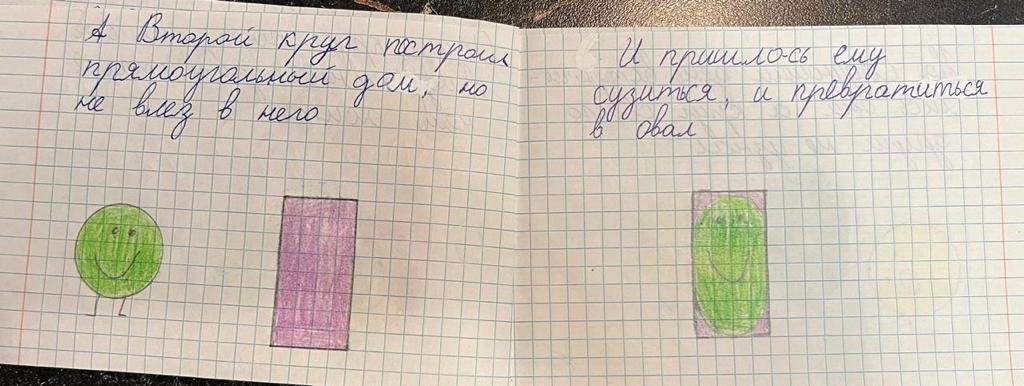 А Второй круг построил
прямоугольный дом, но
не влез в него
И пришлось ему
сузиться, и превратиться
в овал